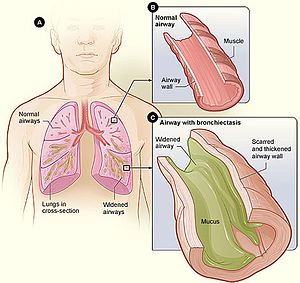 A
B
Normal
airway
Muscle
Airway
wall
Normal
airways
Lungs in
cross-section
Widened
airways
C
Airway with bronchiectasis
Widened
airway
Scarred
and thickened
airway wall
Mucus